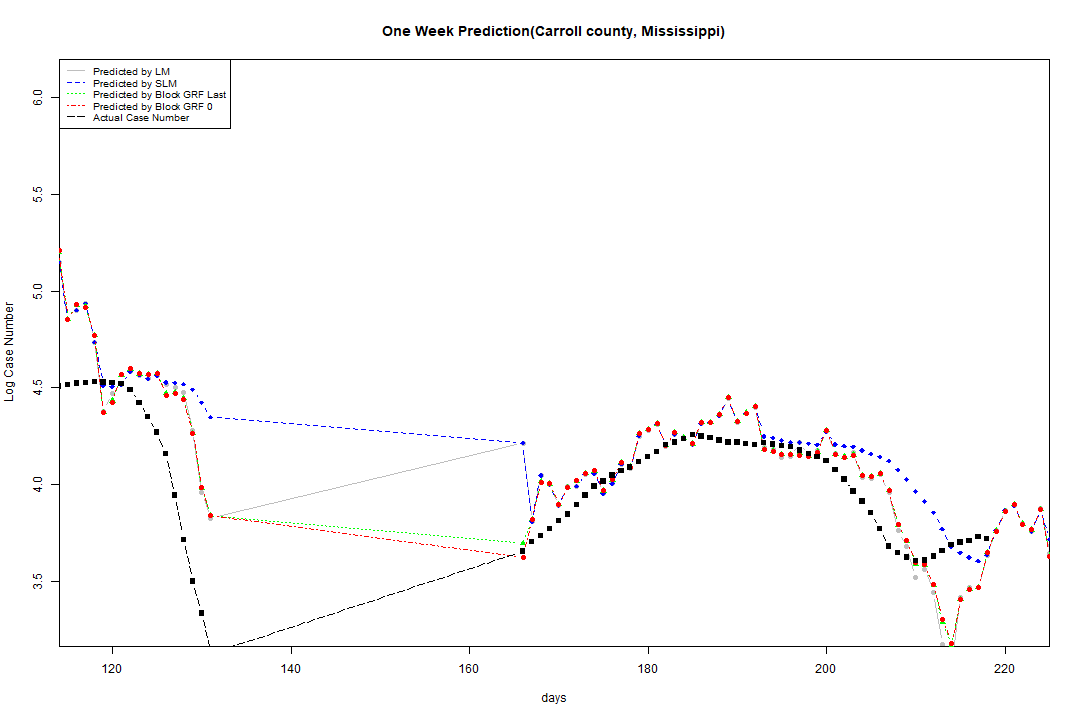 One Week Prediction(Carroll county, Mississippi)
Predicted by LM
Predicted by SLM
Predicted by Block GRF Last
Predicted by Block GRF 0
Actual Case Number
6.0
5.5
5.0
4.5
4.0
3.5
Log Case Number
120 140 160 180 200 220
days